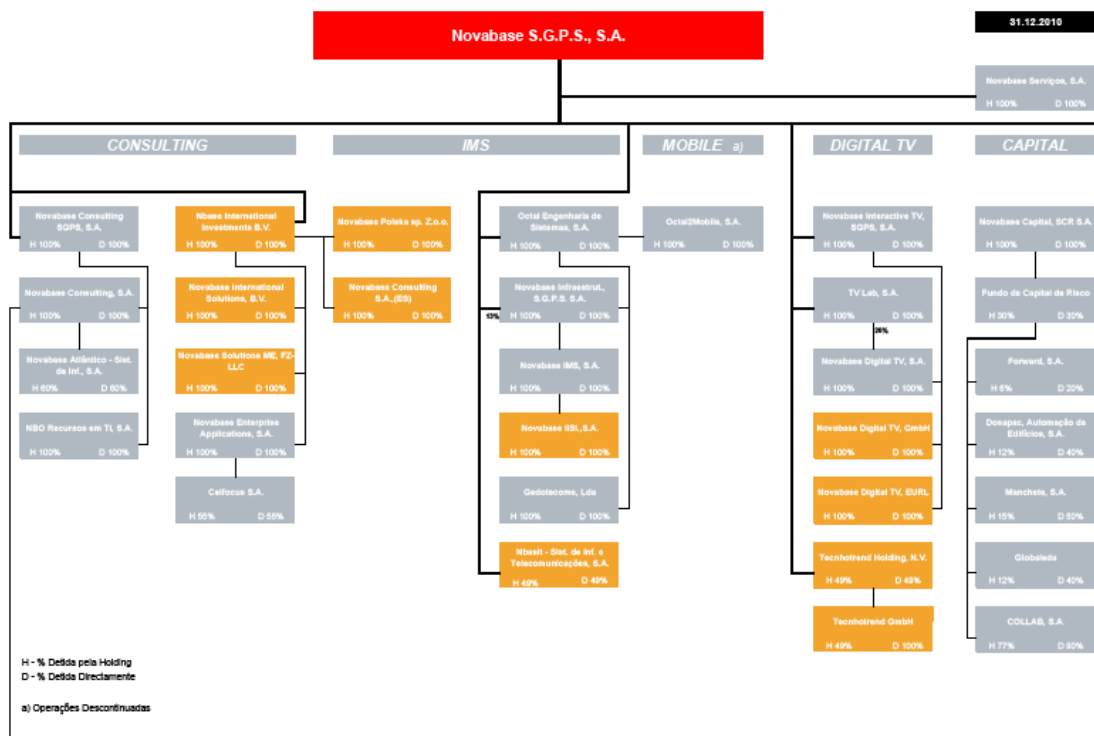 Novabase S.G.P.S., S.A.
31.12.2010
Novabase Serviços, S.A.
H 100% D 100%
CONSULTING
IMS
MOBILE a)
DIGITAL TV
CAPITAL
Novabase Consulting
SGPS, S.A.
H 100% D 100%
Novabase Consulting, S.A.
H 100% D 100%
Novabase Atlântico - Sist.
de Inf., S.A.
H 60% D 60%
NBO Recursos em TI, S.A.
H 100% D 100%
Nbase International
Investments B.V.
H 100% D 100%
Novabase International
Solutions, B.V.
H 100% D 100%
Novabase Solutions ME, FZ-
LLC
H 100% D 100%
Novabase Enterprise
Applications, S.A.
H 100% D 100%
Celfocus S.A.
H 55% D 55%
Novabase Polska sp. Z.o.o.
H 100% D 100%
Novabase Consulting
S.A.,(ES)
H 100% D 100%
Octal Engenharia de
Sistemas, S.A.
H 100% D 100%
Novabase Infraestrut.,
S.G.P.S. S.A.
H 100% D 100%
Novabase IMS, S.A.
H 100% D 100%
Novabase IISI.,S.A.
H 100% D 100%
Gedotecome, Lda
H 100% D 100%
Nbasit - Sist. de Inf. e
Telecomunicações, S.A.
H 49% D 49%
Octal2Mobile, S.A.
H 100% D 100%
Novabase Interactive TV,
SGPS, S.A.
H 100% D 100%
TV Lab, S.A.
H 100% D 100%
Novabase Digital TV, S.A.
H 100% D 100%
Novabase Digital TV, GmbH
H 100% D 100%
Novabase Digital TV, EURL
H 100% D 100%
Tecnhotrend Holding, N.V.
H 49% D 49%
Tecnhotrend GmbH
H 49% D 100%
Novabase Capital, SCR S.A.
H 100% D 100%
Fundo de Capital de Risco
H 30% D 30%
Forward, S.A.
H 6% D 20%
Dosapac, Automação de
Edifícios, S.A.
H 12% D 40%
Manchete, S.A.
H 15% D 50%
Globaleda
H 12% D 40%
COLLAB, S.A.
H 77% D 90%
H - % Detida pela Holding
D - % Detida Directamente
a) Operações Descontinuadas